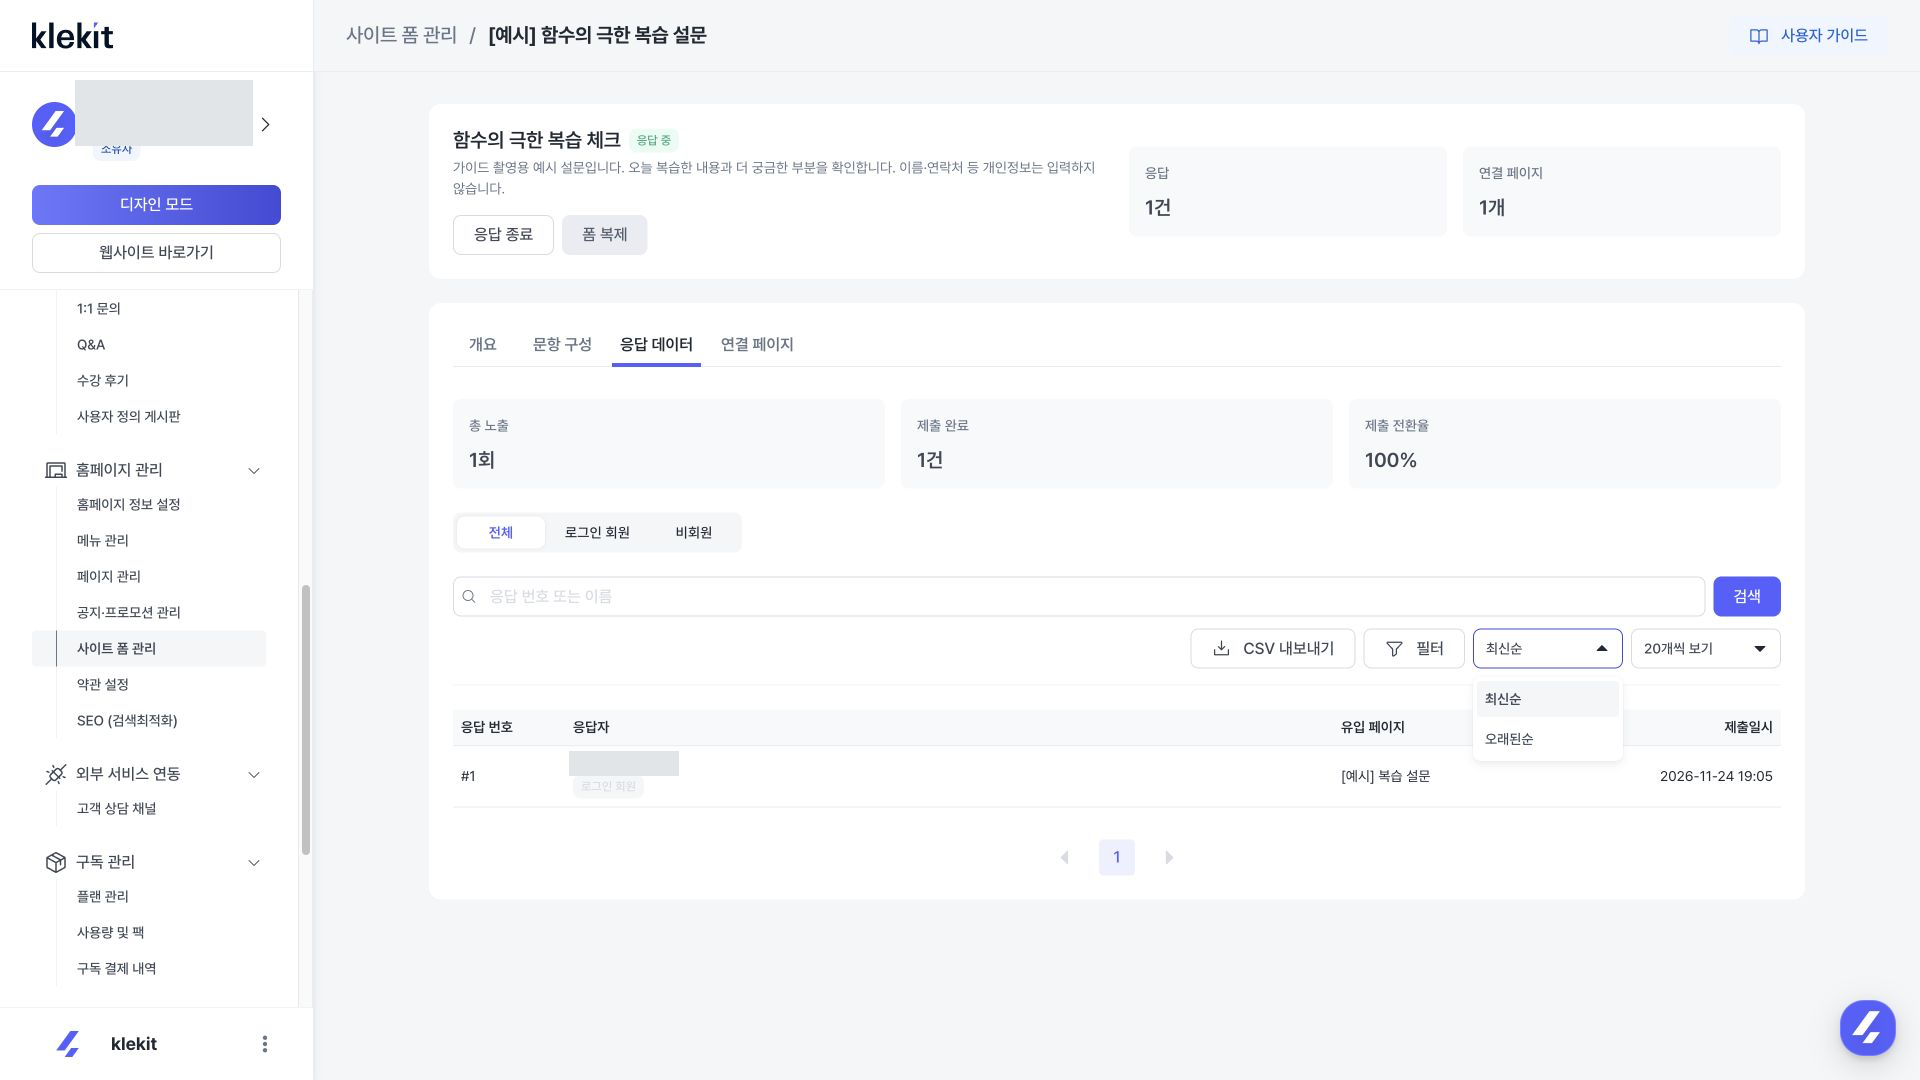 klekit
사이트 폼 관리 / [예시] 함수의 극한 복습 설문
사용자 가이드
소유자
디자인 모드
웹사이트 바로가기
1:1 문의
Q&A
수강 후기
사용자 정의 게시판
홈페이지 관리
홈페이지 정보 설정
메뉴 관리
페이지 관리
공지·프로모션 관리
사이트 폼 관리
약관 설정
SEO (검색최적화)
외부 서비스 연동
고객 상담 채널
구독 관리
플랜 관리
사용량 및 팩
구독 결제 내역
klekit
함수의 극한 복습 체크 응답 중
가이드 촬영용 예시 설문입니다. 오늘 복습한 내용과 더 궁금한 부분을 확인합니다. 이름·연락처 등 개인정보는 입력하지
않습니다.
응답 종료 폼 복제
응답
1건
연결 페이지
1개
개요 문항 구성 응답 데이터 연결 페이지
총 노출
1회
제출 완료
1건
제출 전환율
100%
전체 로그인 회원 비회원
응답 번호 또는 이름
검색
CSV 내보내기 필터 최신순 20개씩 보기
최신순
오래된순
응답 번호 응답자 유입 페이지 제출일시
#1 로그인 회원 [예시] 복습 설문 2026-11-24 19:05
1